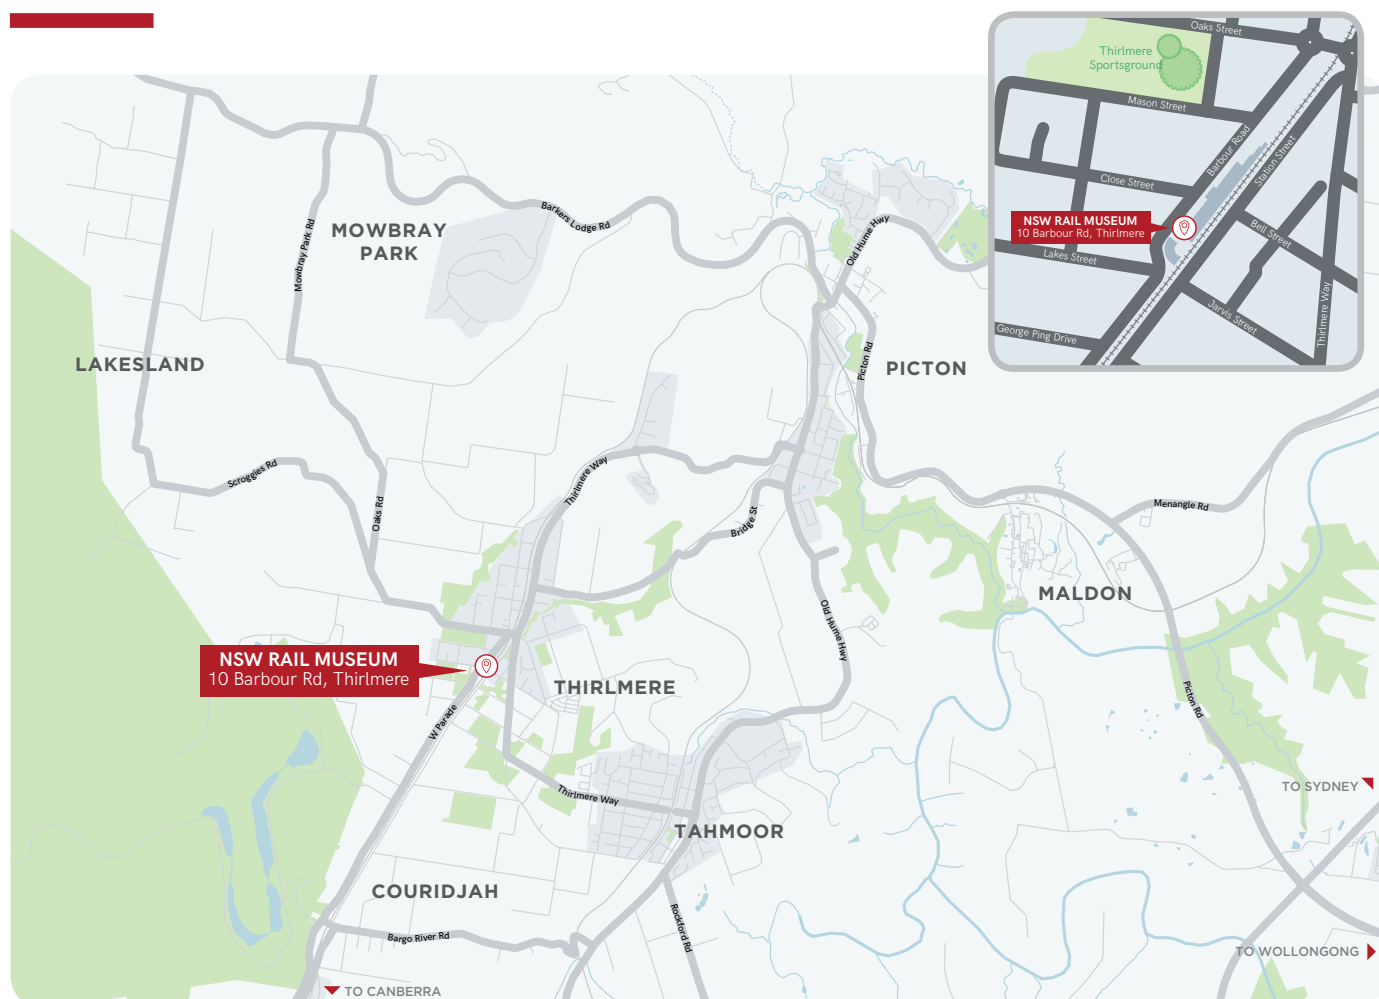 Oaks Street
Thirlmere
Sportsground
Mason Street
Barbour Road
Station Street
Close Street
NSW RAIL MUSEUM
10 Barbour Rd, Thirlmere
Bell Street
Lakes Street
Jarvis Street
Thirlmere Way
George Ping Drive
MOWBRAY
PARK
Mowbray Park Rd
Barkers Lodge Rd
Old Hume Hwy
LAKESLAND
Picton Rd
PICTON
Scroggies Rd
Oaks Rd
Thirlmere Way
Bridge St
Menangle Rd
MALDON
Old Hume Hwy
NSW RAIL MUSEUM
10 Barbour Rd, Thirlmere
THIRLMERE
W Parade
Picton Rd
TO SYDNEY
Thirlmere Way
TAHMOOR
COURIDJAH
Bargo River Rd
Rockford Rd
TO WOLLONGONG
TO CANBERRA